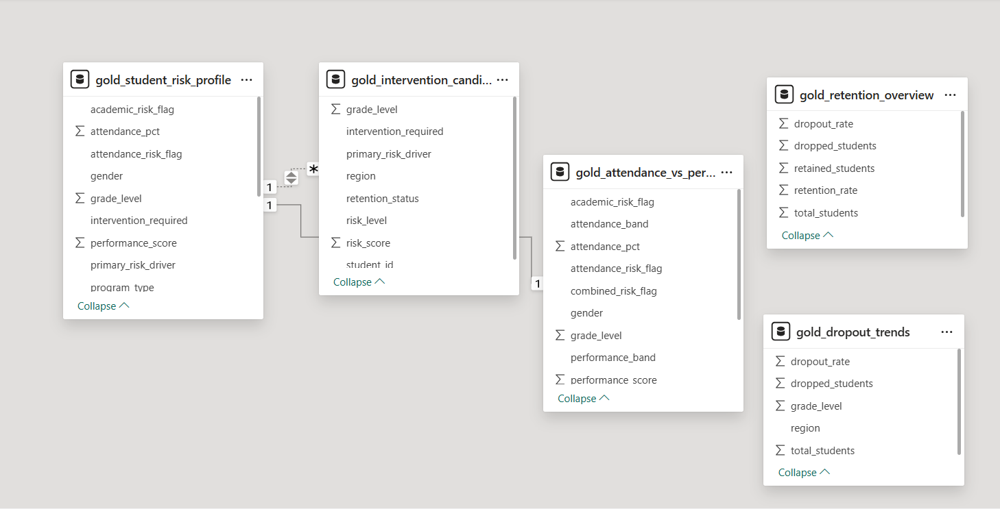 gold_student_risk_profile ...
academic_risk_flag
Σ attendance_pct
attendance_risk_flag
gender
Σ grade_level
intervention_required
Σ performance_score
primary_risk_driver
program_type
Collapse
1
1
*
gold_intervention_candi... ...
Σ grade_level
intervention_required
primary_risk_driver
region
retention_status
risk_level
Σ risk_score
student_id
Collapse
1
gold_attendance_vs_per... ...
academic_risk_flag
attendance_band
Σ attendance_pct
attendance_risk_flag
combined_risk_flag
gender
Σ grade_level
performance_band
Σ performance_score
Collapse
gold_retention_overview ...
Σ dropout_rate
Σ dropped_students
Σ retained_students
Σ retention_rate
Σ total_students
Collapse
gold_dropout_trends ...
Σ dropout_rate
Σ dropped_students
Σ grade_level
region
Σ total_students
Collapse